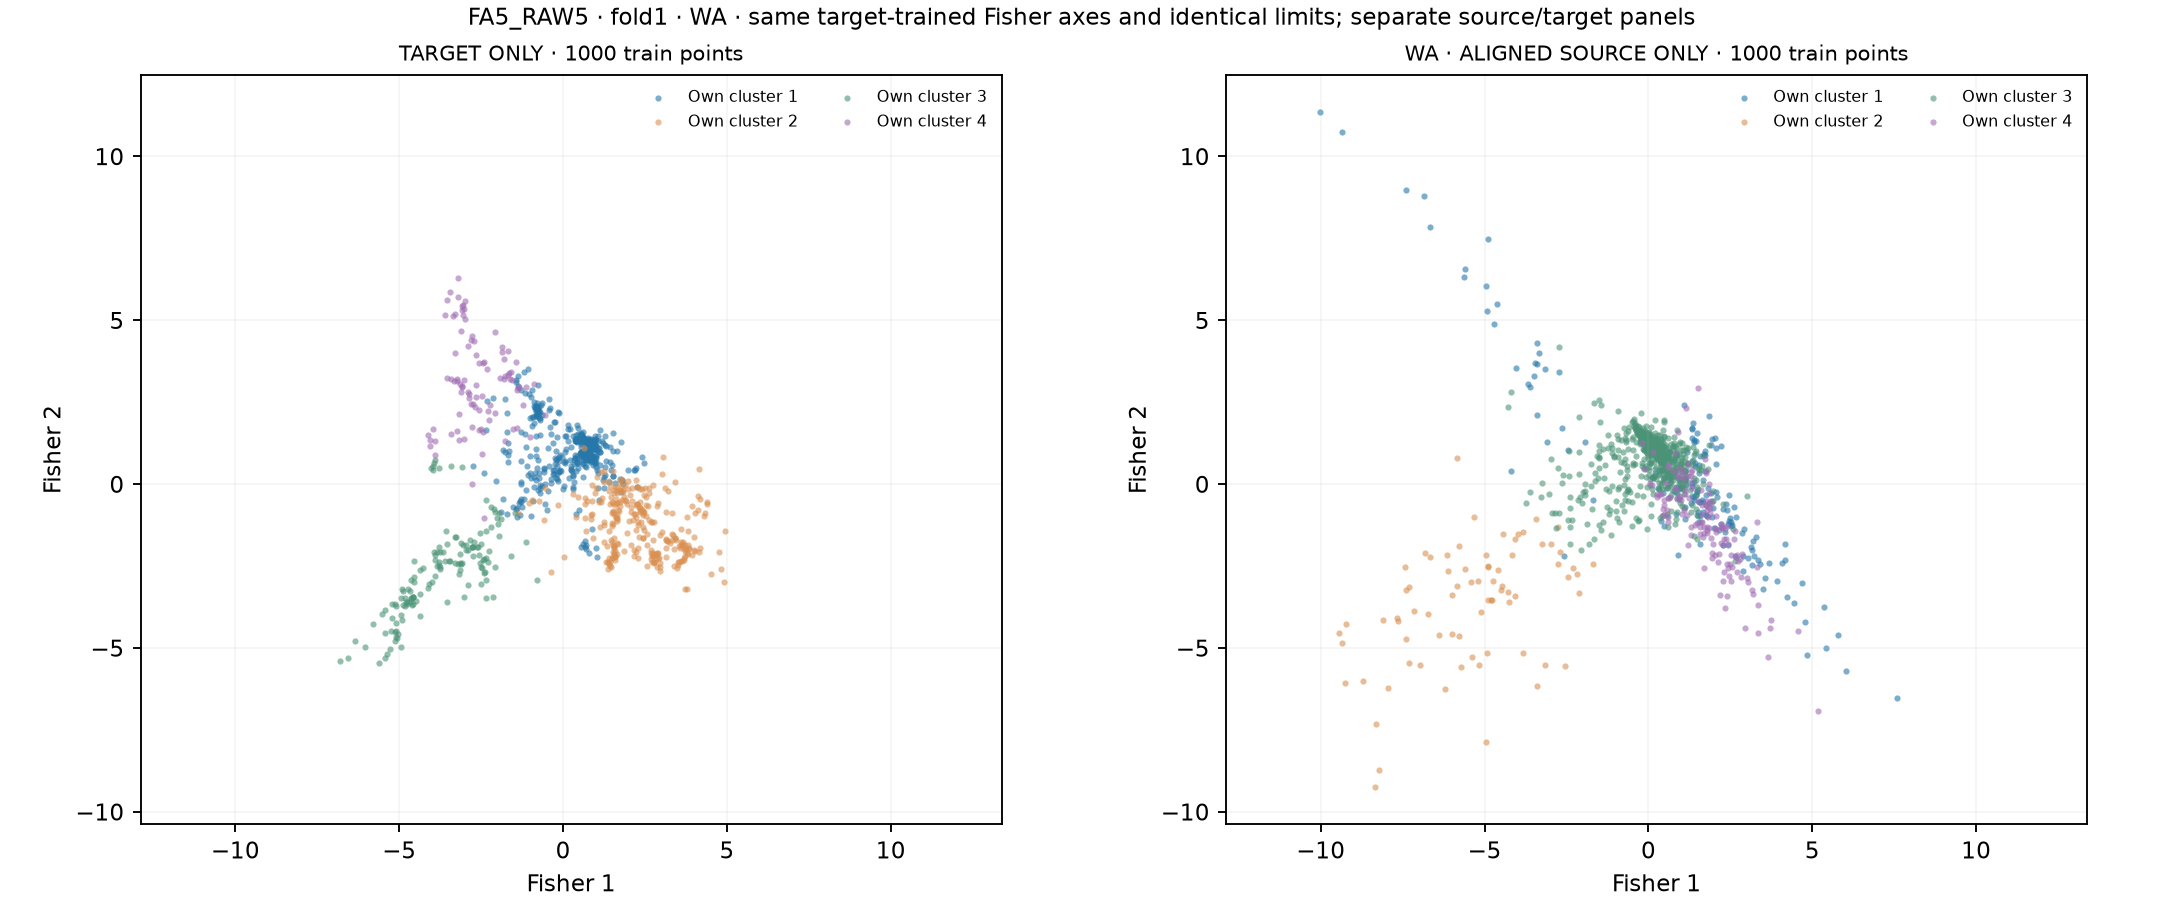 FA5_RAW5 · fold1 · WA · same target-trained Fisher axes and identical limits; separate source/target panels
TARGET ONLY · 1000 train points
Own cluster 1
Own cluster 2
Own cluster 3
Own cluster 4
Fisher 2
10
5
0
−5
−10
−10
−5
0
5
10
Fisher 1
WA · ALIGNED SOURCE ONLY · 1000 train points
Own cluster 1
Own cluster 2
Own cluster 3
Own cluster 4
Fisher 2
10
5
0
−5
−10
−10
−5
0
5
10
Fisher 1